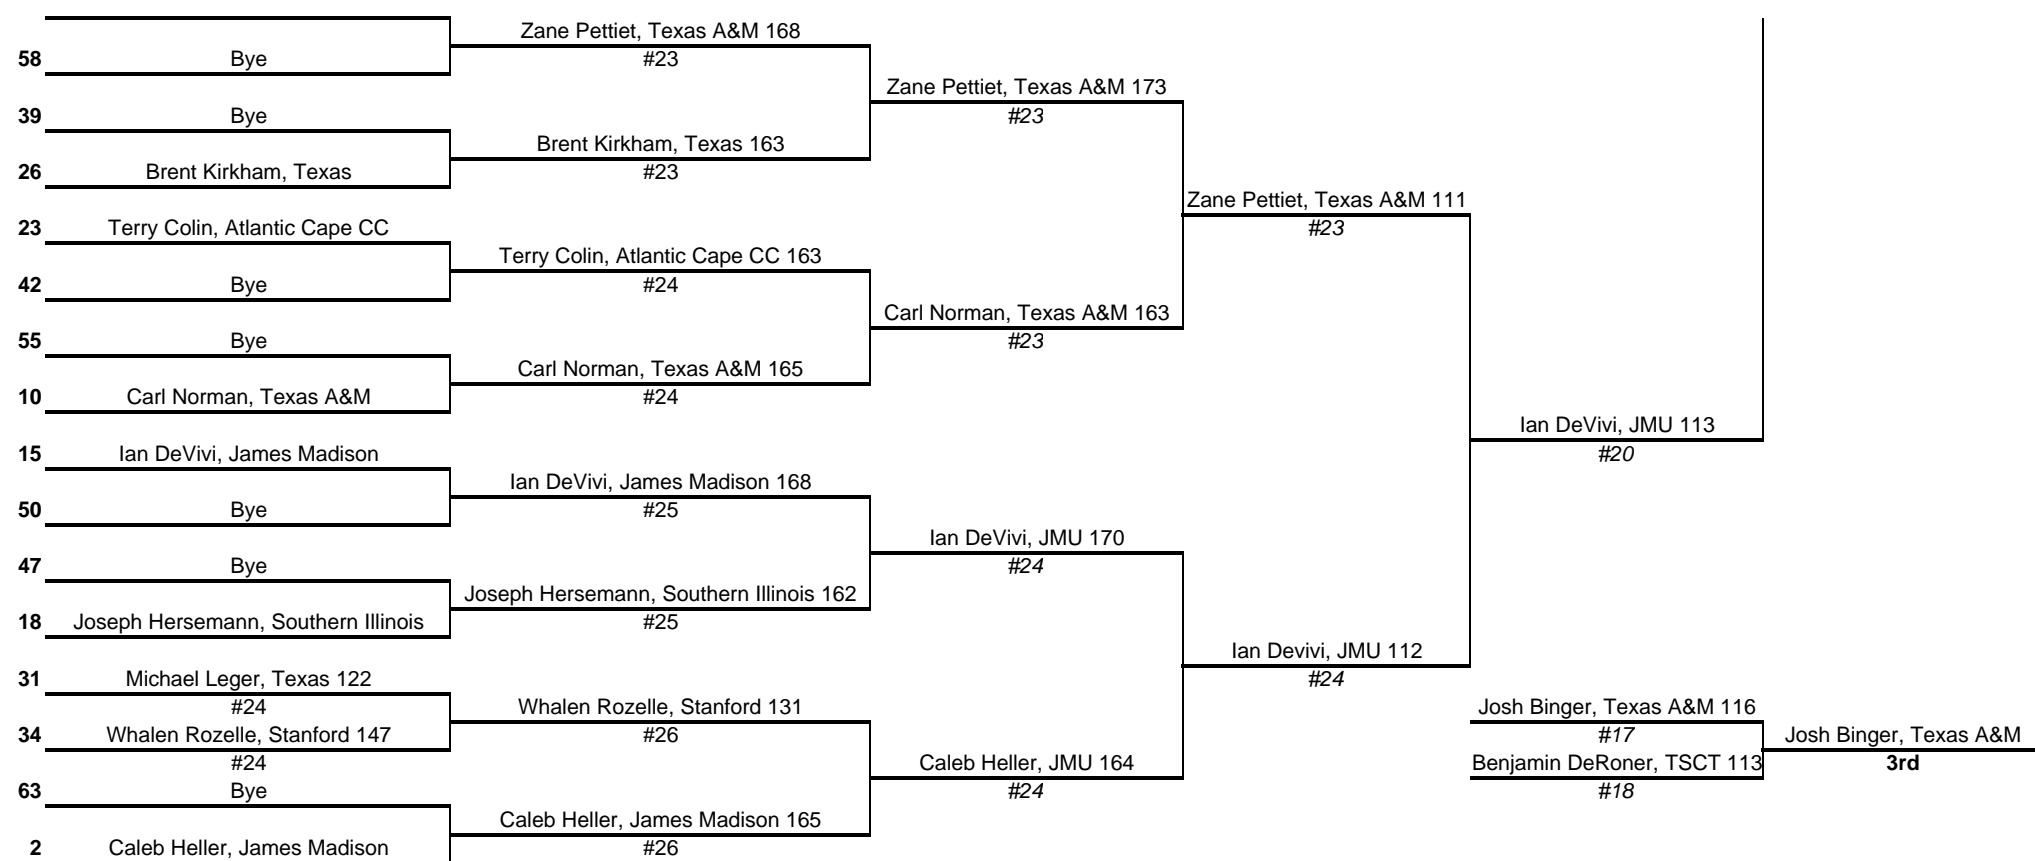 Zane Pettiet, Texas A&M 168
58 Bye #23
Zane Pettiet, Texas A&M 173
39 Bye #23
Brent Kirkham, Texas 163
26 Brent Kirkham, Texas #23
Zane Pettiet, Texas A&M 111
23 Terry Colin, Atlantic Cape CC #23
Terry Colin, Atlantic Cape CC 163
42 Bye #24
Carl Norman, Texas A&M 163
55 Bye #23
Carl Norman, Texas A&M 165
10 Carl Norman, Texas A&M #24
Ian DeVivi, JMU 113
15 Ian DeVivi, James Madison #20
Ian DeVivi, James Madison 168
50 Bye #25
Ian DeVivi, JMU 170
47 Bye #24
Joseph Hersemann, Southern Illinois 162
18 Joseph Hersemann, Southern Illinois #25
Ian Devivi, JMU 112
31 Michael Leger, Texas 122 #24
#24 Whalen Rozelle, Stanford 131 Josh Binger, Texas A&M 116
34 Whalen Rozelle, Stanford 147 #26 #17 Josh Binger, Texas A&M
#24 Caleb Heller, JMU 164 Benjamin DeRoner, TSCT 113 3rd
63 Bye #24 #18
Caleb Heller, James Madison 165
2 Caleb Heller, James Madison #26